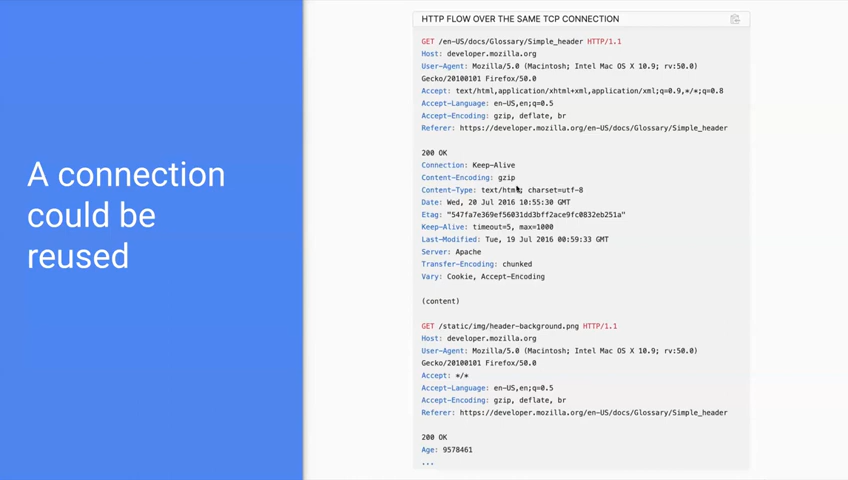 A connection
could be
reused
HTTP FLOW OVER THE SAME TCP CONNECTION
GET /en-US/docs/Glossary/Simple_header HTTP/1.1
Host: developer.mozilla.org
User-Agent: Mozilla/5.0 (Macintosh; Intel Mac OS X 10.9; rv:50.0)
Gecko/20100101 Firefox/50.0
Accept: text/html,application/xhtml+xml,application/xml;q=0.9,*/*;q=0.8
Accept-Language: en-US,en;q=0.5
Accept-Encoding: gzip, deflate, br
Referer: https://developer.mozilla.org/en-US/docs/Glossary/Simple_header
200 OK
Connection: Keep-Alive
Content-Encoding: gzip
Content-Type: text/html; charset=utf-8
Date: Wed, 20 Jul 2016 10:55:30 GMT
Etag: "547fa7e369ef56031dd3bff2ace9fc0832eb251a"
Keep-Alive: timeout=5, max=1000
Last-Modified: Tue, 19 Jul 2016 00:59:33 GMT
Server: Apache
Transfer-Encoding: chunked
Vary: Cookie, Accept-Encoding
(content)
GET /static/img/header-background.png HTTP/1.1
Host: developer.mozilla.org
User-Agent: Mozilla/5.0 (Macintosh; Intel Mac OS X 10.9; rv:50.0)
Gecko/20100101 Firefox/50.0
Accept: */*
Accept-Language: en-US,en;q=0.5
Accept-Encoding: gzip, deflate, br
Referer: https://developer.mozilla.org/en-US/docs/Glossary/Simple_header
200 OK
Age: 9578461
...